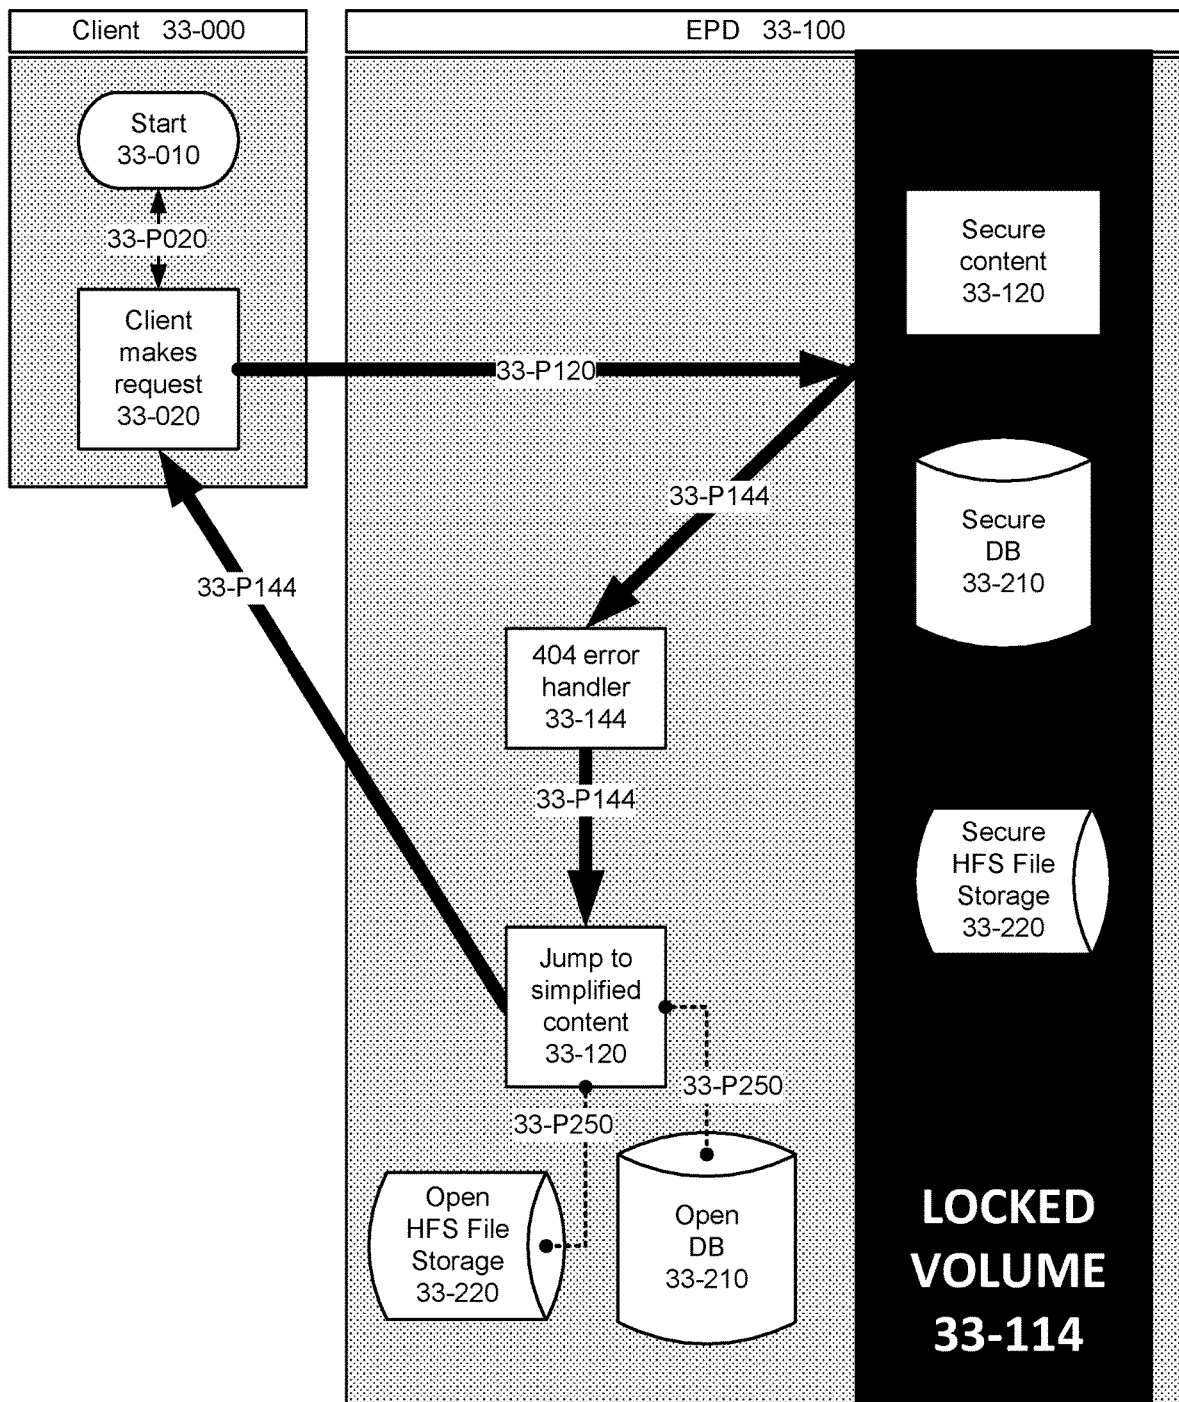 Client 33-000
EPD 33-100
Start
33-010
33-P020
Client
makes
request
33-020
33-P120
Secure
content
33-120
33-P144
33-P144
Secure
DB
33-210
404 error
handler
33-144
33-P144
Secure
HFS File
Storage
33-220
Jump to
simplified
content
33-120
33-P250
33-P250
Open
HFS File
Storage
33-220
Open
DB
33-210
LOCKED
VOLUME
33-114